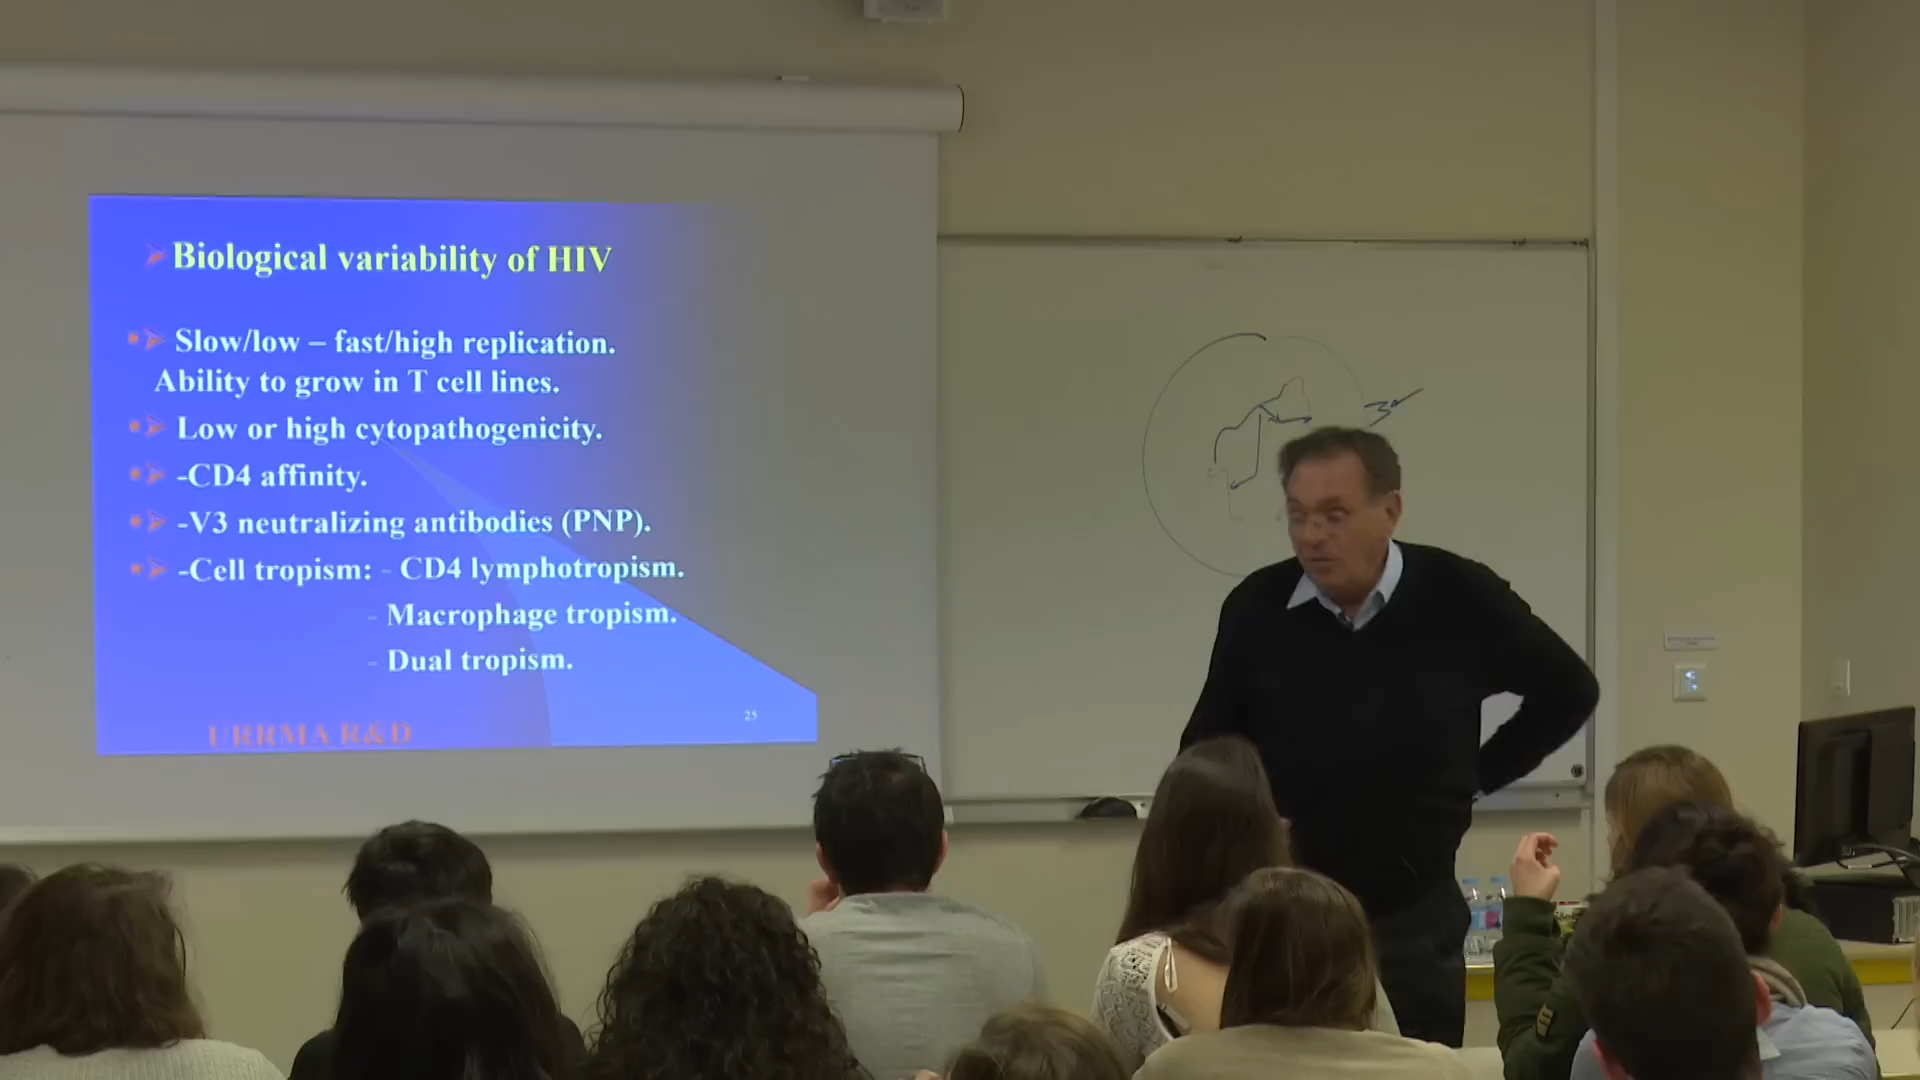 Biological variability of HIV
Slow/low – fast/high replication.
Ability to grow in T cell lines.
Low or high cytopathogenicity.
-CD4 affinity.
-V3 neutralizing antibodies (PNP).
-Cell tropism: - CD4 lymphotropism.
- Macrophage tropism.
- Dual tropism.
25
URRMA R&D